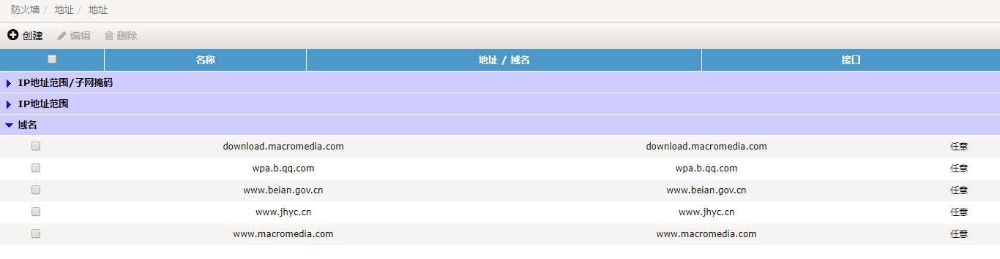 防火墙 / 地址 / 地址
创建 编辑 删除
名称 地址 / 域名 接口
IP地址范围/子网掩码
IP地址范围
域名
download.macromedia.com download.macromedia.com 任意
wpa.b.qq.com wpa.b.qq.com 任意
www.beian.gov.cn www.beian.gov.cn 任意
www.jhyc.cn www.jhyc.cn 任意
www.macromedia.com www.macromedia.com 任意